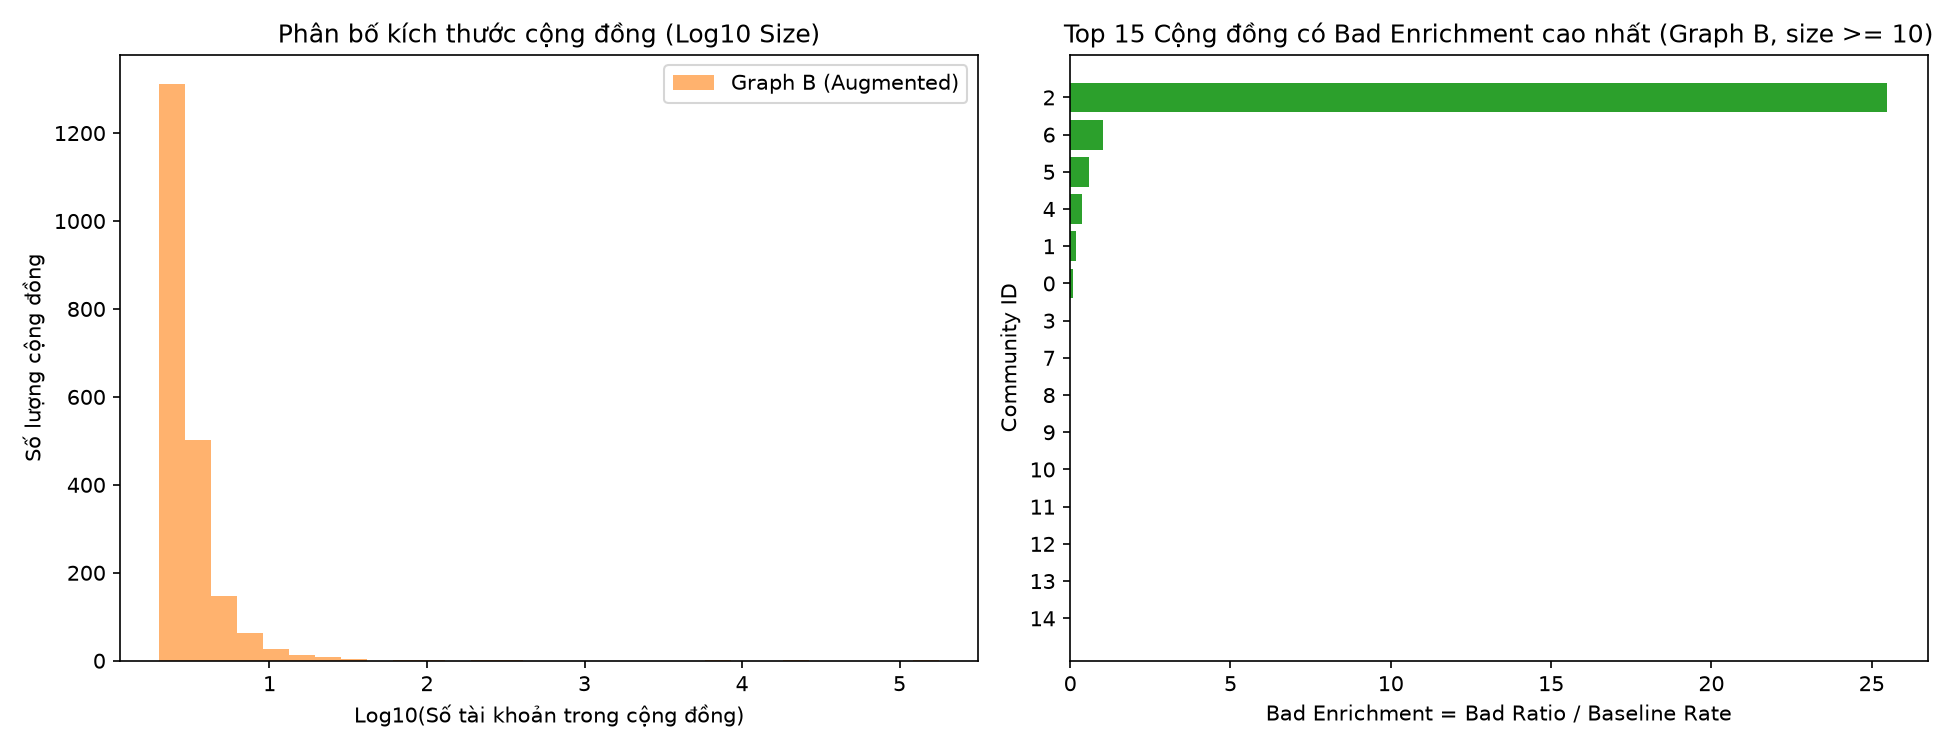 Phân bố kích thước cộng đồng (Log10 Size)
Graph B (Augmented)
Số lượng cộng đồng
1200
1000
800
600
400
200
0
1 2 3 4 5
Log10(Số tài khoản trong cộng đồng)
Top 15 Cộng đồng có Bad Enrichment cao nhất (Graph B, size >= 10)
Community ID
2
6
5
4
1
0
3
7
8
9
10
11
12
13
14
0 5 10 15 20 25
Bad Enrichment = Bad Ratio / Baseline Rate